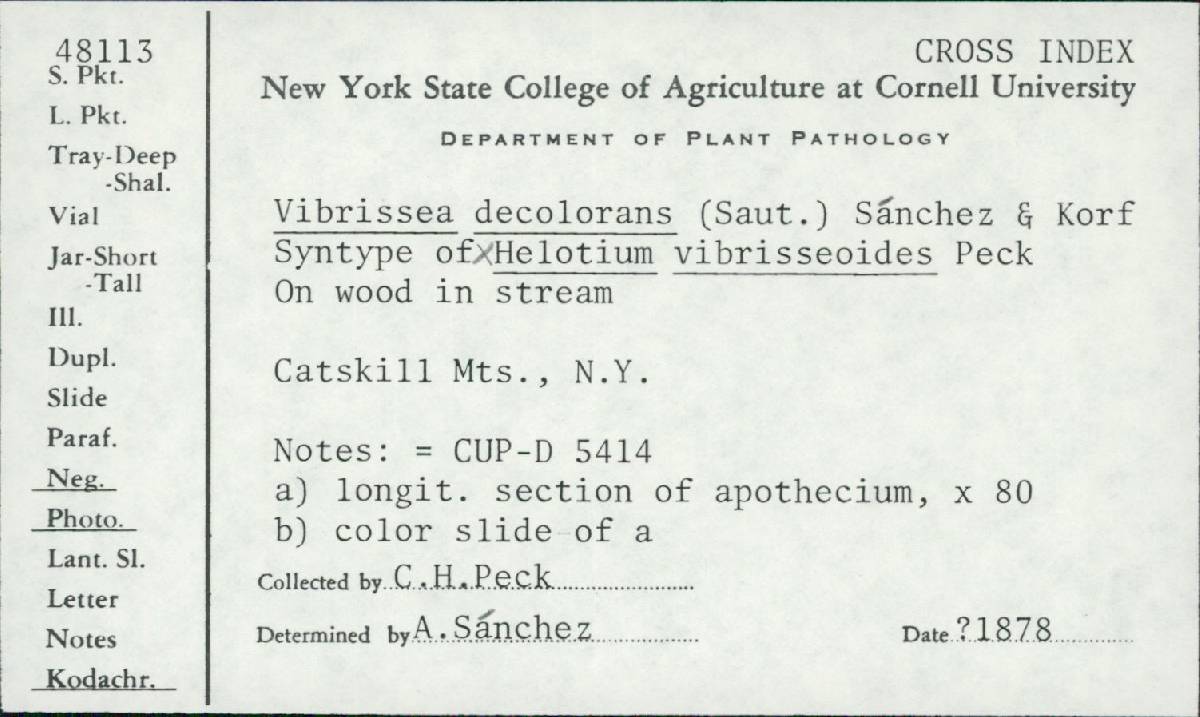 48113
S. Pkt.
L. Pkt.
Tray-Deep
-Shal.
Vial
Jar-Short
-Tall
Ill.
Dupl.
Slide
Paraf.
Neg.
Photo.
Lant. Sl.
Letter
Notes
Kodachr.
CROSS INDEX
New York State College of Agriculture at Cornell University
DEPARTMENT OF PLANT PATHOLOGY
Vibrissea decolorans (Saut.) Sánchez & Korf
Syntype of Helotium vibrisseoides Peck
On wood in stream
Catskill Mts., N.Y.
Notes: = CUP-D 5414
a) longit. section of apothecium, x 80
b) color slide of a
Collected by C.H.Peck
Determined by A.Sánchez
Date ?1878